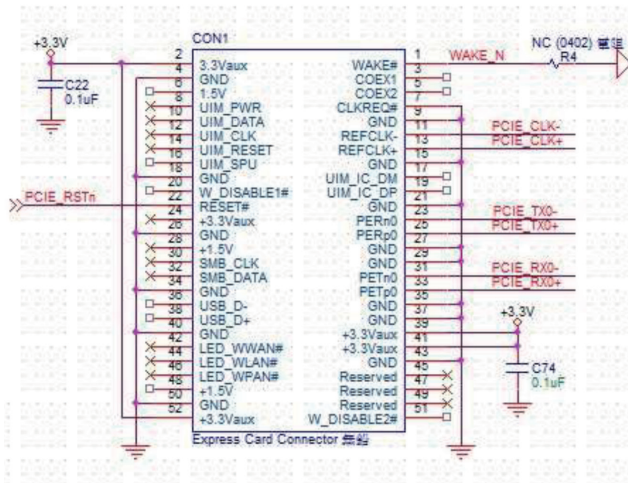 CON1
NC (0402) 電阻
+3.3V
R4
WAKE_N
2 3.3Vaux WAKE# 1
4 GND COEX1 3
6 1.5V COEX2 5
8 UIM_PWR CLKREQ# 7
10 UIM_DATA GND 9
12 UIM_CLK REFCLK- 11 PCIE_CLK-
14 UIM_RESET REFCLK+ 13 PCIE_CLK+
16 UIM_SPU GND 15
18 GND UIM_IC_DM 17
20 W_DISABLE1# UIM_IC_DP 19
PCIE_RSTn 22 RESET# GND 21
24 +3.3Vaux PERn0 23 PCIE_TX0-
26 GND PERp0 25 PCIE_TX0+
28 +1.5V GND 27
30 SMB_CLK GND 29
32 SMB_DATA PETn0 31 PCIE_RX0-
34 GND PETp0 33 PCIE_RX0+
36 USB_D- GND 35
38 USB_D+ GND 37
40 GND +3.3Vaux 39
42 LED_WWAN# +3.3Vaux 41
44 LED_WLAN# GND 43
46 LED_WPAN# Reserved 45
48 +1.5V Reserved 47
50 GND Reserved 49
52 +3.3Vaux W_DISABLE2# 51
C22
0.1uF
+3.3V
C74
0.1uF
Express Card Connector 無鉛